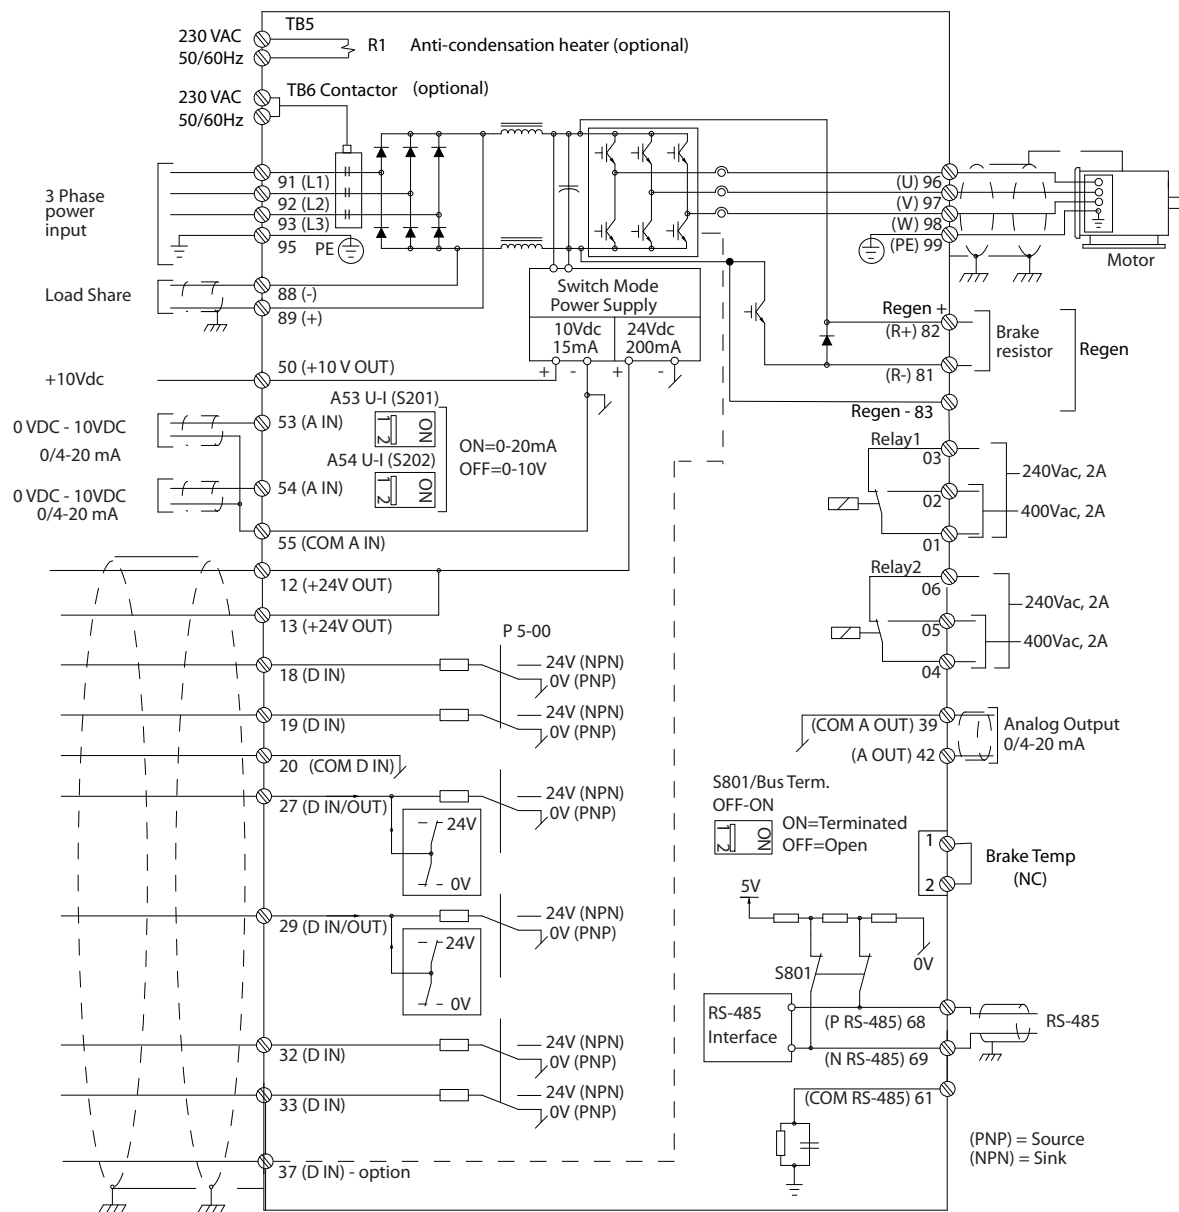 TB5
230 VAC
50/60Hz
R1
Anti-condensation heater (optional)
TB6 Contactor
(optional)
230 VAC
50/60Hz
3 Phase
power
input
91 (L1)
92 (L2)
93 (L3)
95
PE
Load Share
88 (-)
89 (+)
Switch Mode
Power Supply
10Vdc
15mA
24Vdc
200mA
+
-
+
-
(U) 96
(V) 97
(W) 98
(PE) 99
Motor
Regen +
(R+) 82
Brake
resistor
Regen
(R-) 81
Regen - 83
+10Vdc
50 (+10 V OUT)
A53 U-I (S201)
1
2
ON
0 VDC - 10VDC
0/4-20 mA
53 (A IN)
ON=0-20mA
OFF=0-10V
A54 U-I (S202)
1
2
ON
0 VDC - 10VDC
0/4-20 mA
54 (A IN)
55 (COM A IN)
Relay1
03
240Vac, 2A
02
400Vac, 2A
01
Relay2
06
240Vac, 2A
05
400Vac, 2A
04
12 (+24V OUT)
13 (+24V OUT)
P 5-00
18 (D IN)
24V (NPN)
0V (PNP)
19 (D IN)
24V (NPN)
0V (PNP)
20 (COM D IN)
27 (D IN/OUT)
24V (NPN)
0V (PNP)
24V
0V
29 (D IN/OUT)
24V (NPN)
0V (PNP)
24V
0V
32 (D IN)
24V (NPN)
0V (PNP)
33 (D IN)
24V (NPN)
0V (PNP)
37 (D IN) - option
(COM A OUT) 39
Analog Output
0/4-20 mA
(A OUT) 42
S801/Bus Term.
OFF-ON
1
2
ON
ON=Terminated
OFF=Open
1
2
Brake Temp
(NC)
5V
0V
S801
RS-485
Interface
(P RS-485) 68
RS-485
(N RS-485) 69
(COM RS-485) 61
(PNP) = Source
(NPN) = Sink